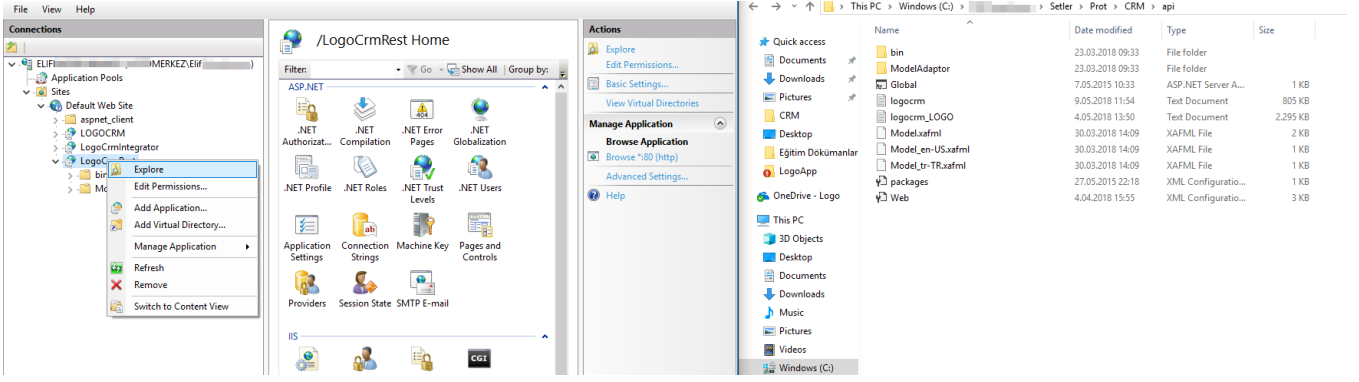 File View Help
Connections
ELIFI
MERKEZ\Elif
)
Application Pools
Sites
Default Web Site
aspnet_client
LOGOCRM
LogoCrmIntegrator
Explore
Edit Permissions...
Add Application...
Add Virtual Directory...
Manage Application
Refresh
Remove
Switch to Content View
/LogoCrmRest Home
Filter: Go Show All Group by:
ASP.NET
.NET Authorizat...
.NET Compilation
.NET Error Pages
.NET Globalization
.NET Profile
.NET Roles
.NET Trust Levels
.NET Users
Application Settings
Connection Strings
Machine Key
Pages and Controls
Providers
Session State
SMTP E-mail
IIS
CGI
Actions
Explore
Edit Permissions...
Basic Settings...
View Virtual Directories
Manage Application
Browse Application
Browse *:80 (http)
Advanced Settings...
Help
This PC > Windows (C:) > Setler > Prot > CRM > api
Quick access
Documents
Downloads
Pictures
CRM
Desktop
Eğitim Dökümanlar
LogoApp
OneDrive - Logo
This PC
3D Objects
Desktop
Documents
Downloads
Music
Pictures
Videos
Windows (C:)
Name Date modified Type Size
bin 23.03.2018 09:33 File folder
ModelAdaptor 23.03.2018 09:33 File folder
Global 7.05.2015 10:33 ASP.NET Server A... 1 KB
logocrm 9.05.2018 11:54 Text Document 805 KB
logocrm_LOGO 4.05.2018 13:50 Text Document 2.295 KB
Model.xafml 30.03.2018 14:09 XAFML File 2 KB
Model_en-US.xafml 30.03.2018 14:09 XAFML File 1 KB
Model_tr-TR.xafml 30.03.2018 14:09 XAFML File 1 KB
packages 27.05.2015 22:18 XML Configuratio... 1 KB
Web 4.04.2018 15:55 XML Configuratio... 3 KB